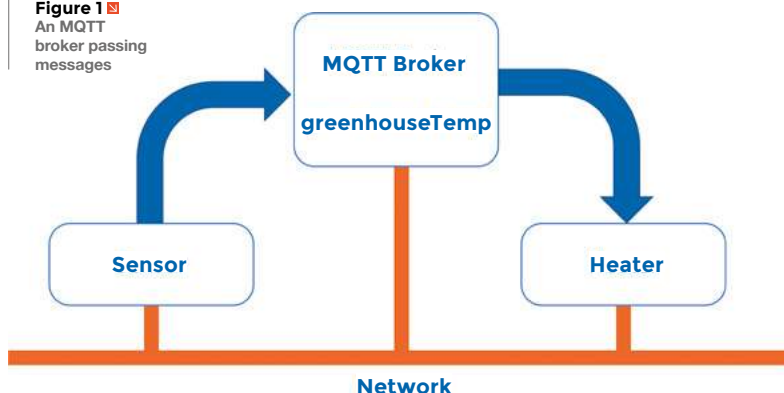 Figure 1
An MQTT
broker passing
messages
MQTT Broker
greenhouseTemp
Sensor
Heater
Network